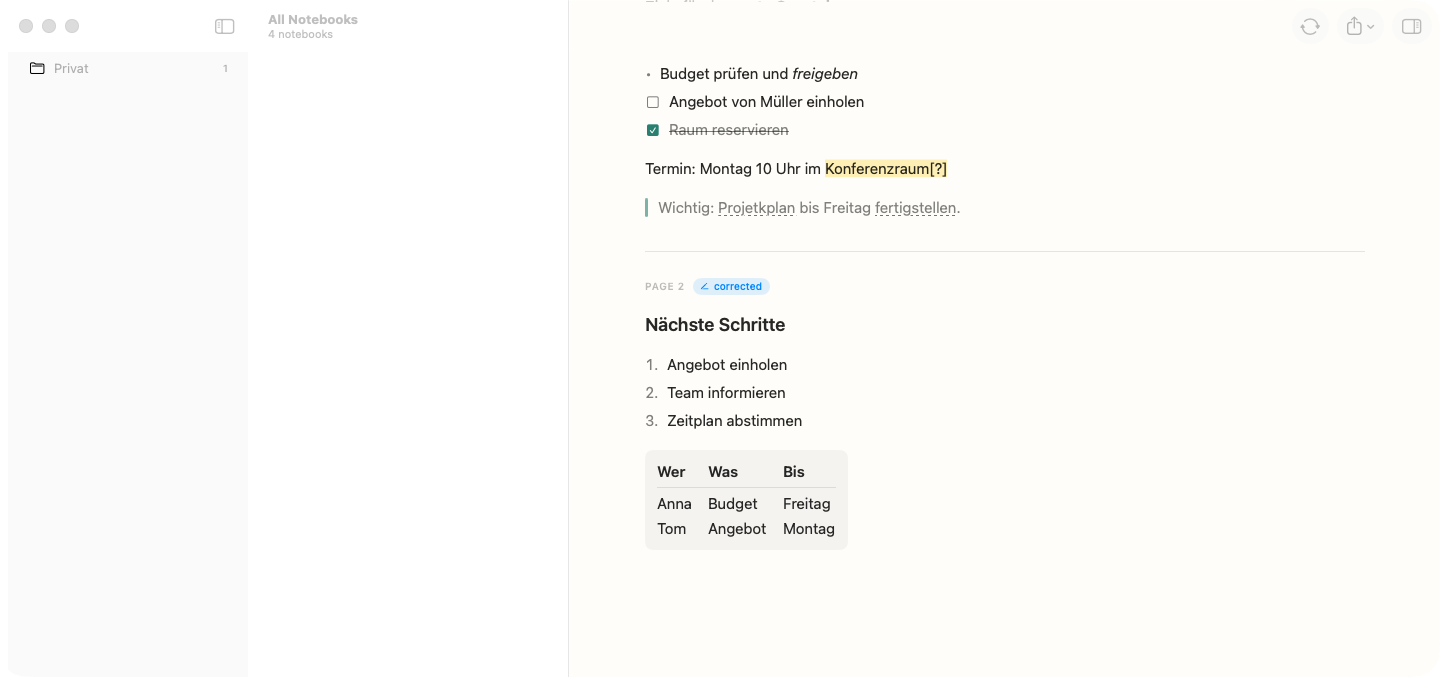 All Notebooks
4 notebooks
Privat 1
Budget prüfen und freigeben
Angebot von Müller einholen
Raum reservieren
Termin: Montag 10 Uhr im Konferenzraum[?]
Wichtig: Projetkplan bis Freitag fertigstellen.
PAGE 2 corrected
Nächste Schritte
1. Angebot einholen
2. Team informieren
3. Zeitplan abstimmen
Wer Was Bis
Anna Budget Freitag
Tom Angebot Montag